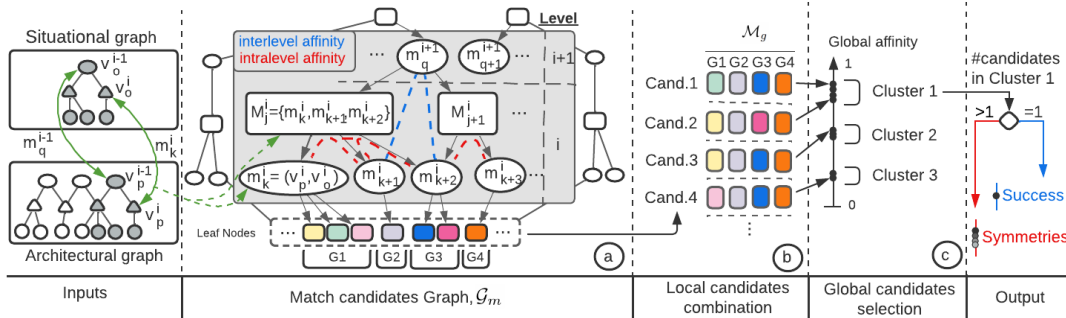 Situational graph
v_o^{i-1}
v_o^i
m_q^{i-1}
m_k^i
v_p^{i-1}
v_p^i
Architectural graph
Inputs
Level
interlevel affinity
intralevel affinity
...
m_q^{i+1}
m_{q+1}^{i+1}
...
i+1
M_j^i={m_k^i,m_{k+1}^i,m_{k+2}^i}
M_{j+1}^i
...
i
m_k^i=(v_p^i,v_o^i)
m_{k+1}^i
m_{k+2}^i
m_{k+3}^i
...
Leaf Nodes
...
...
G1
G2
G3
G4
a
Match candidates Graph, 𝒢_m
ℳ_g
G1 G2 G3 G4
Cand.1
Cand.2
Cand.3
Cand.4
...
b
Local candidates
combination
Global affinity
1
Cluster 1
Cluster 2
Cluster 3
0
c
Global candidates
selection
#candidates
in Cluster 1
>1
=1
Success
Symmetries
Output